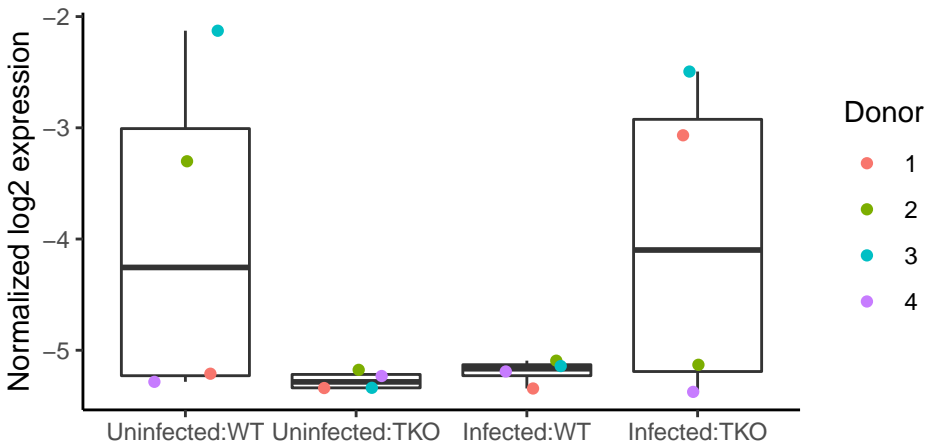 Normalized log2 expression
−2
−3
−4
−5
Uninfected:WT
Uninfected:TKO
Infected:WT
Infected:TKO
Donor
1
2
3
4